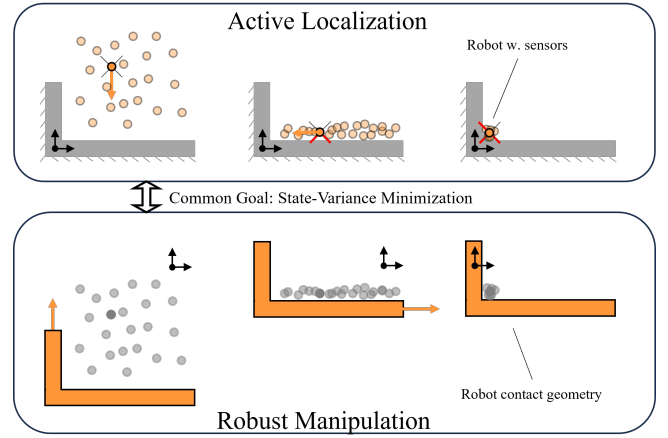 Active Localization
Robot w. sensors
Common Goal: State-Variance Minimization
Robot contact geometry
Robust Manipulation